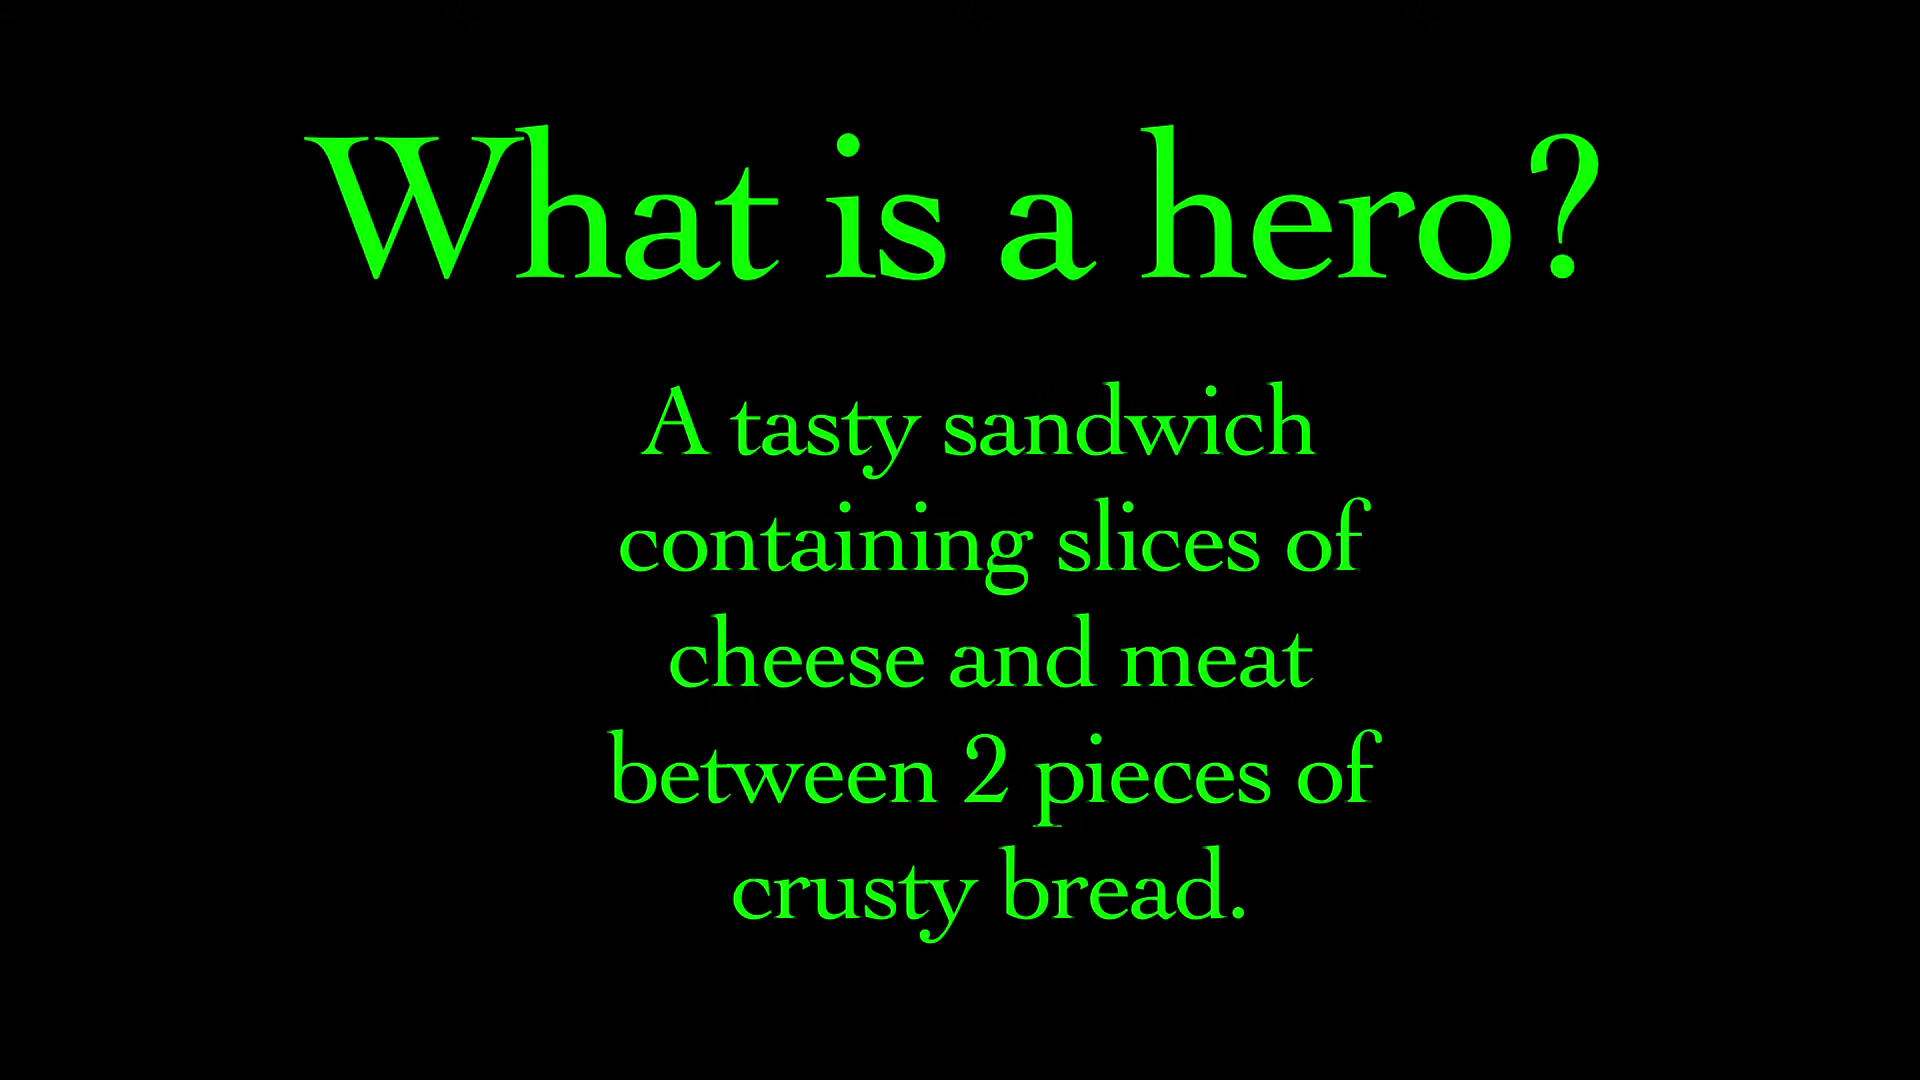 What is a hero?
A tasty sandwich
containing slices of
cheese and meat
between 2 pieces of
crusty bread.